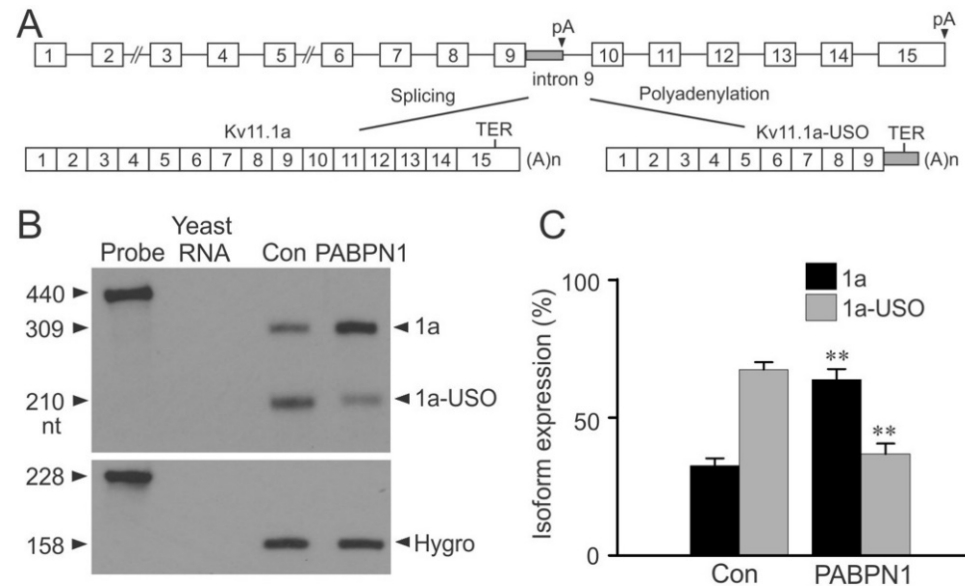 A
pA
pA
1 2 3 4 5 6 7 8 9 10 11 12 13 14 15
intron 9
Splicing
Polyadenylation
Kv11.1a
TER
1 2 3 4 5 6 7 8 9 10 11 12 13 14 15 (A)n
Kv11.1a-USO
TER
1 2 3 4 5 6 7 8 9 (A)n
B
Probe
Yeast
RNA
Con
PABPN1
440
309
1a
210
nt
1a-USO
228
158
Hygro
C
1a
1a-USO
Isoform expression (%)
100
50
0
**
**
Con
PABPN1